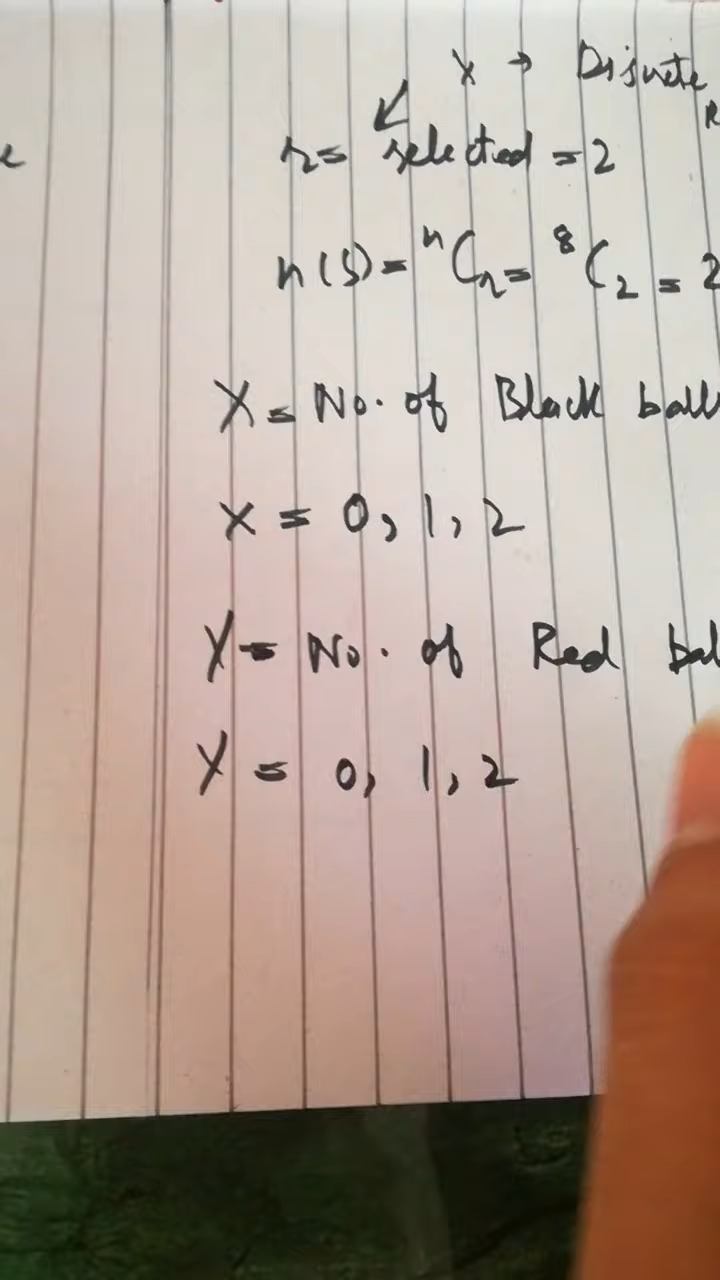 X → Discrete R
r = selected = 2
n(S) = ⁿCᵣ = ⁸C₂ = 2
X = No. of Black ball
X = 0, 1, 2
Y = No. of Red bal
Y = 0, 1, 2